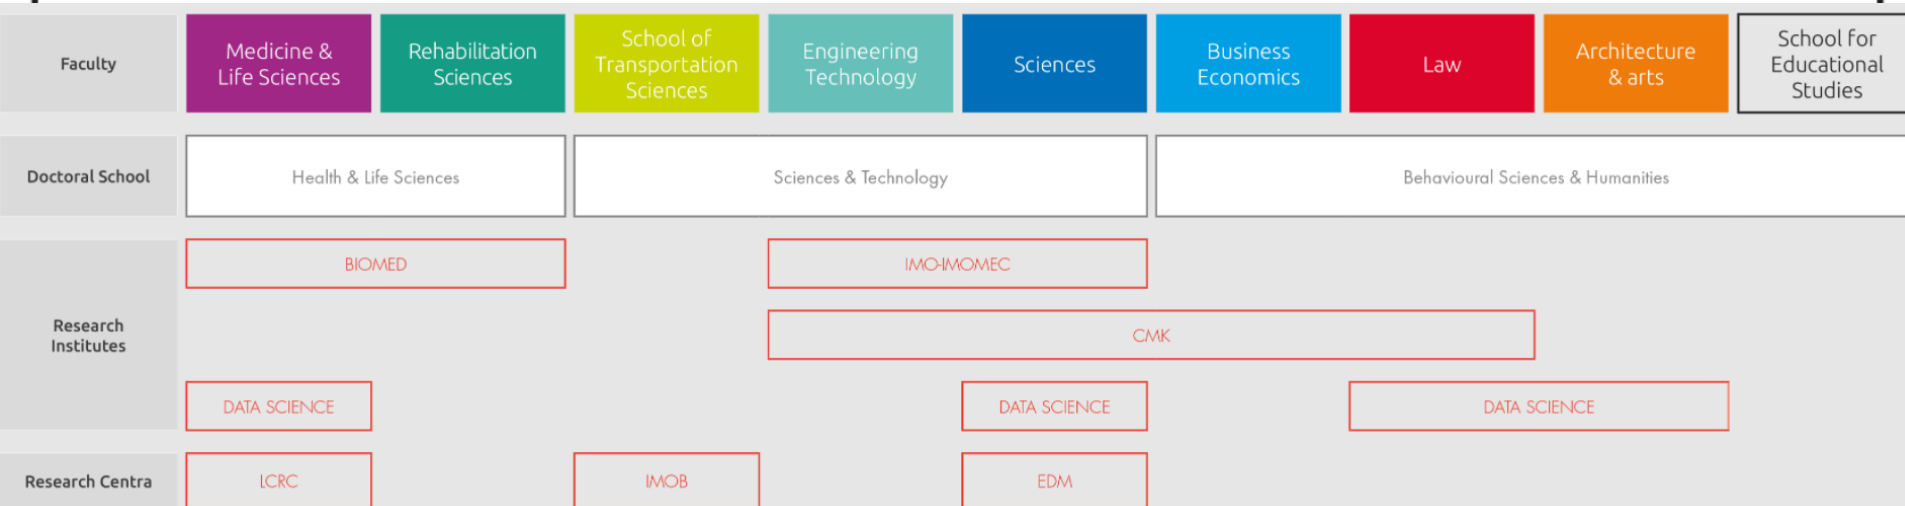 Faculty
Medicine &
Life Sciences
Rehabilitation
Sciences
School of
Transportation
Sciences
Engineering
Technology
Sciences
Business
Economics
Law
Architecture
& arts
School for
Educational
Studies
Doctoral School
Health & Life Sciences
Sciences & Technology
Behavioural Sciences & Humanities
Research
Institutes
BIOMED
IMO-IMOMEC
CMK
DATA SCIENCE
DATA SCIENCE
DATA SCIENCE
Research Centra
LCRC
IMOB
EDM